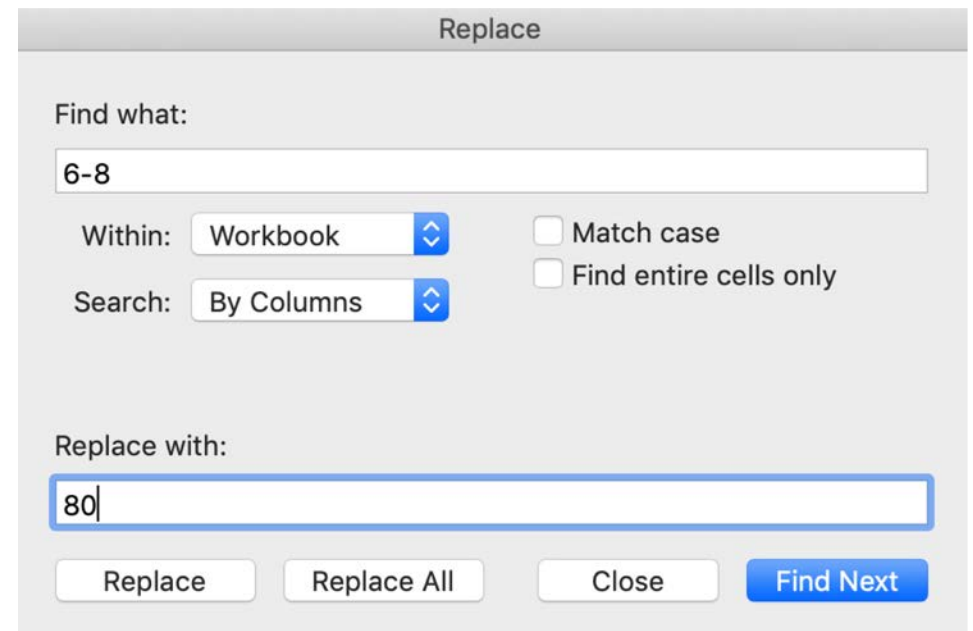 Replace
Find what:
6-8
Within: Workbook
Match case
Search: By Columns
Find entire cells only
Replace with:
80
Replace Replace All Close Find Next